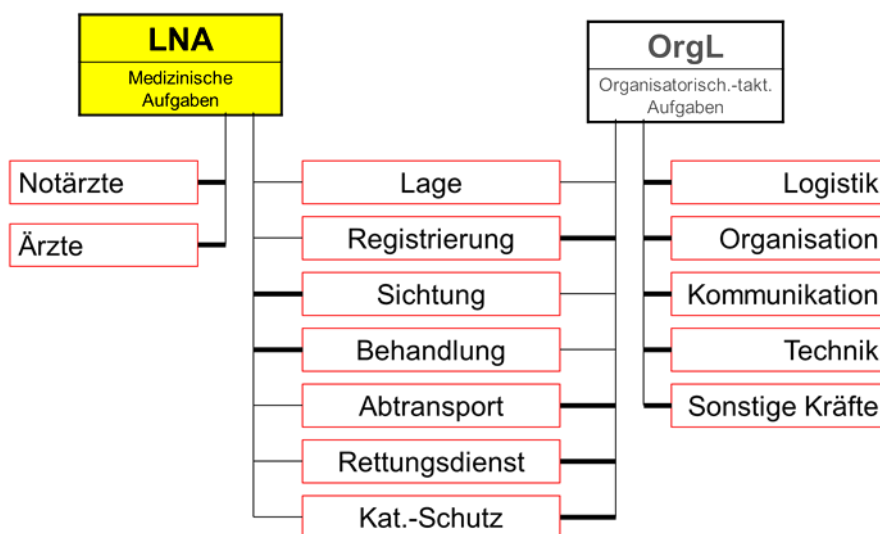 LNA
Medizinische
Aufgaben
OrgL
Organisatorisch.-takt.
Aufgaben
Notärzte
Ärzte
Lage
Registrierung
Sichtung
Behandlung
Abtransport
Rettungsdienst
Kat.-Schutz
Logistik
Organisation
Kommunikation
Technik
Sonstige Kräfte